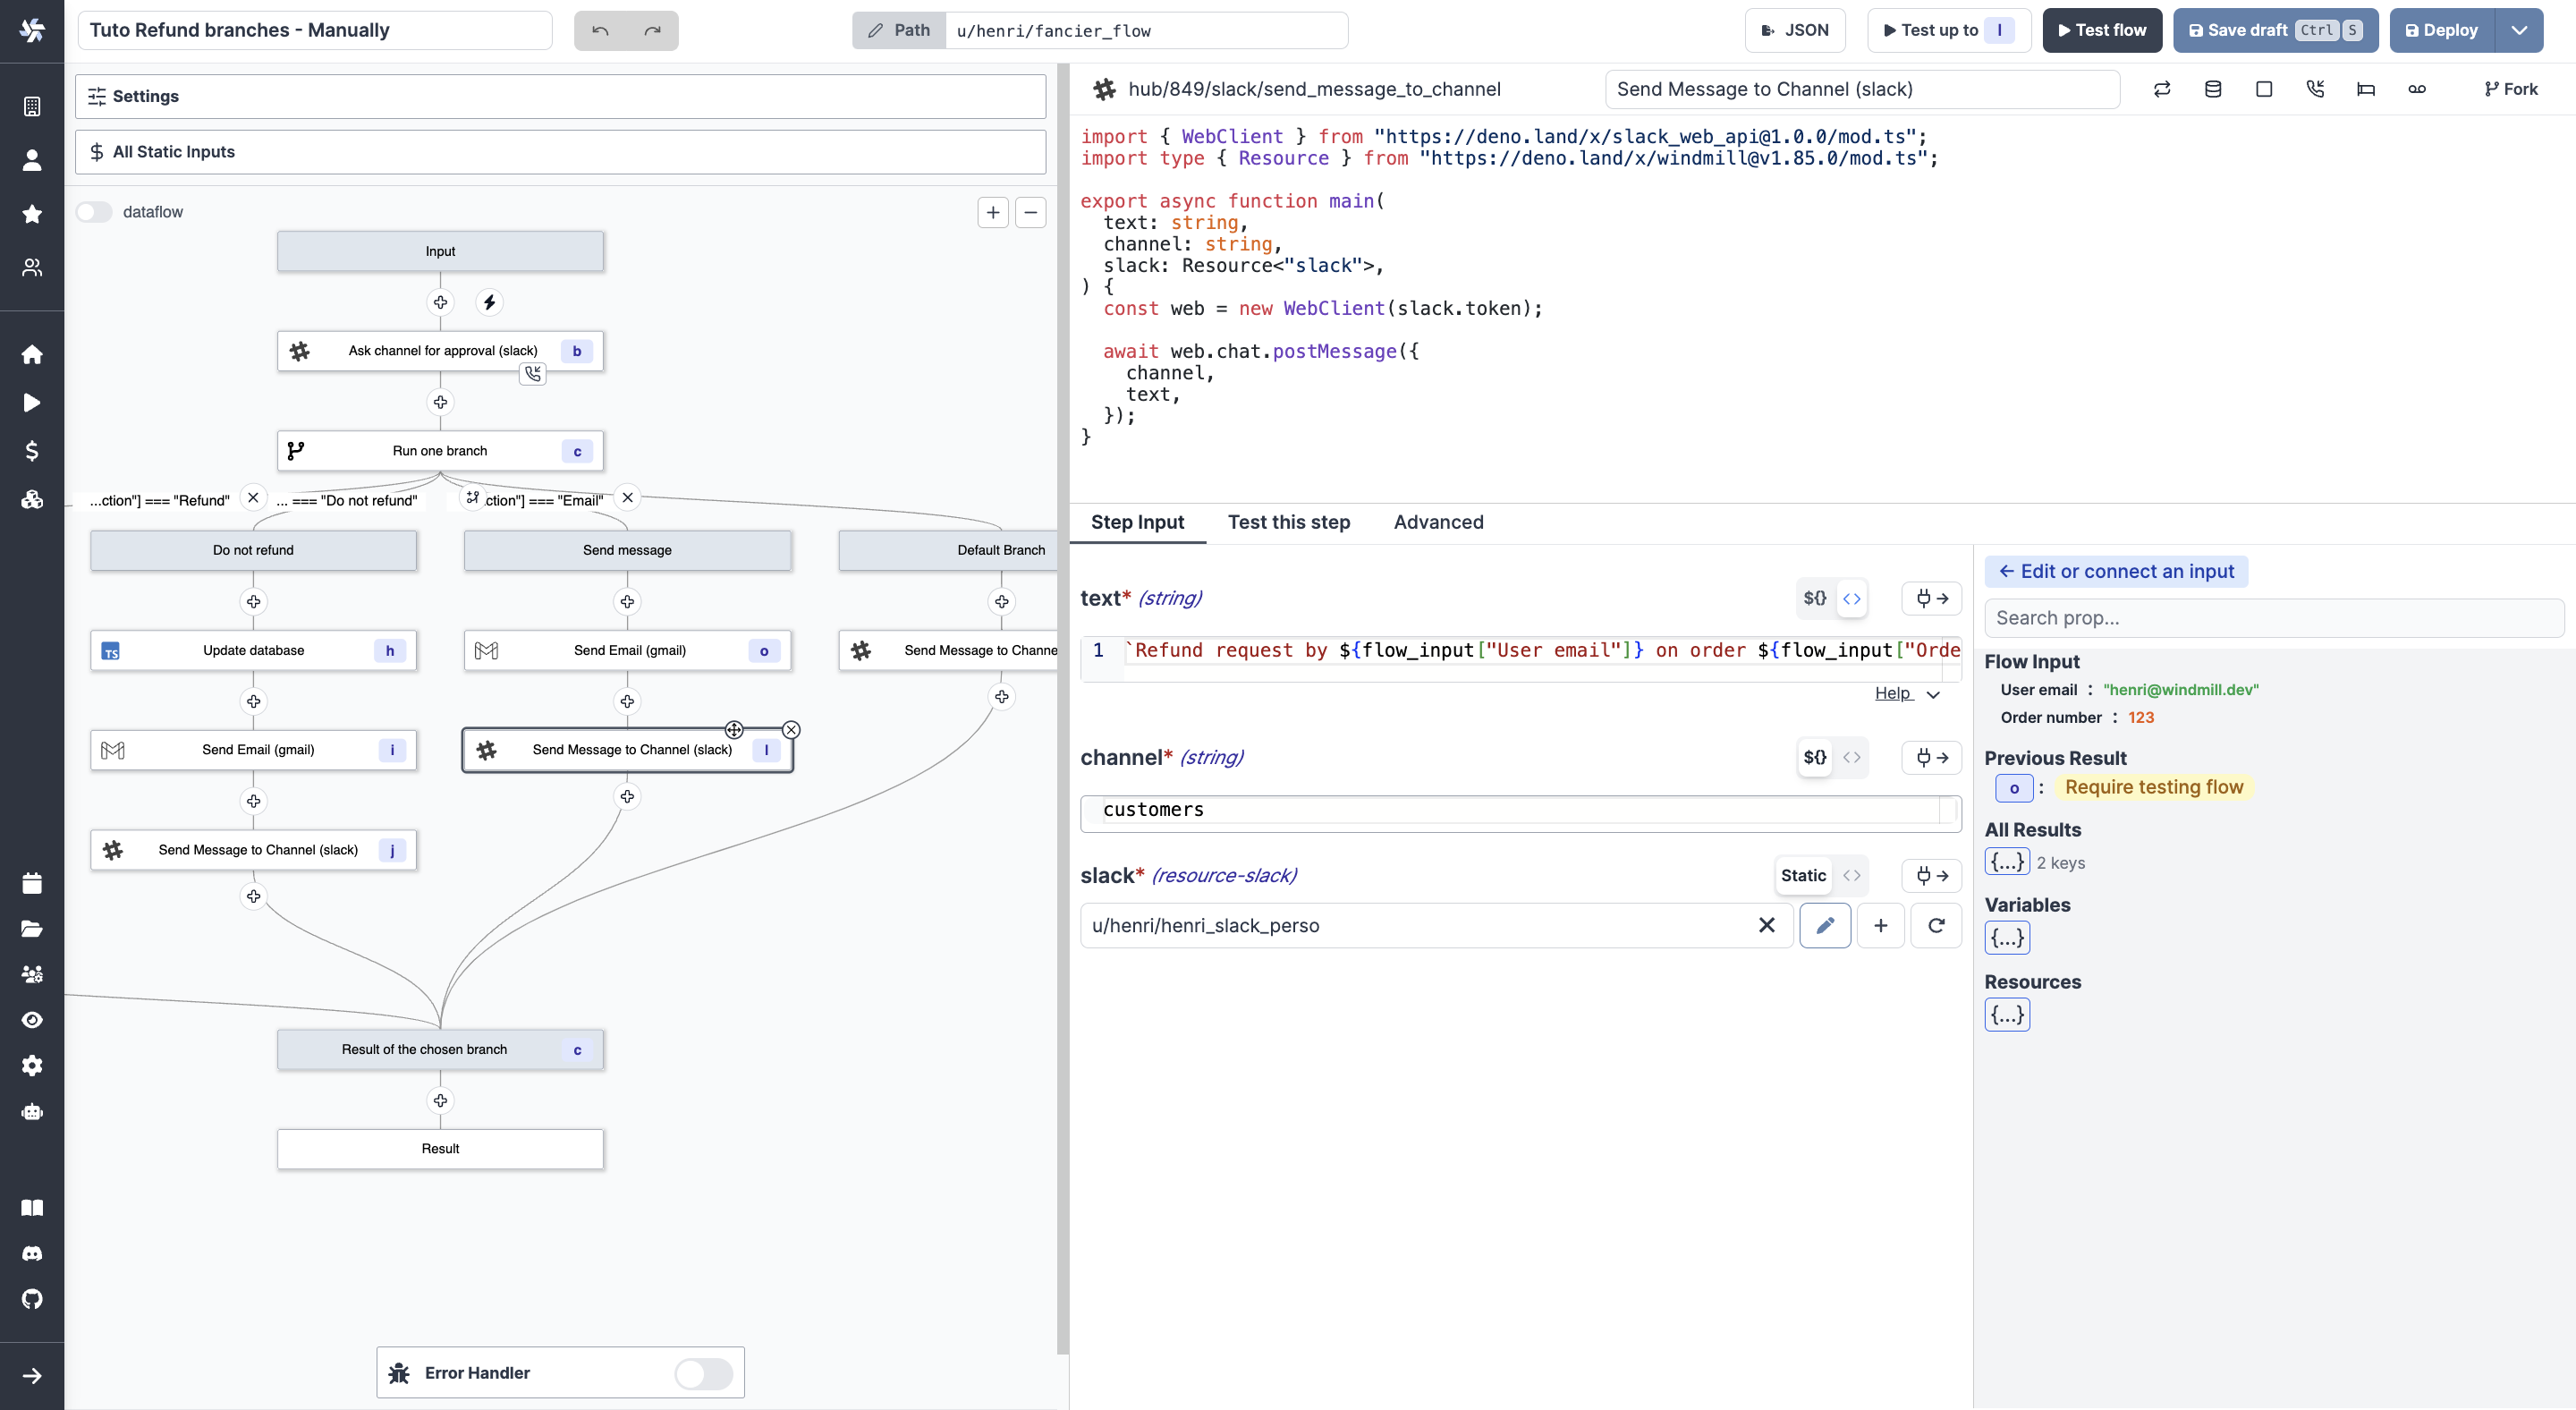 Tuto Refund branches - Manually
Path
u/henri/fancier_flow
JSON
Test up to l
Test flow
Save draft Ctrl S
Deploy
Settings
All Static Inputs
dataflow
Input
Ask channel for approval (slack) b
Run one branch c
...ction"] === "Refund"
... === "Do not refund"
ction"] === "Email"
Do not refund
Send message
Default Branch
Update database h
Send Email (gmail) o
Send Message to Channe
Send Email (gmail) i
Send Message to Channel (slack) l
Send Message to Channel (slack) j
Result of the chosen branch c
Result
Error Handler
hub/849/slack/send_message_to_channel
Send Message to Channel (slack)
Fork
import { WebClient } from "https://deno.land/x/slack_web_api@1.0.0/mod.ts";
import type { Resource } from "https://deno.land/x/windmill@v1.85.0/mod.ts";
export async function main(
text: string,
channel: string,
slack: Resource<"slack">,
) {
const web = new WebClient(slack.token);
await web.chat.postMessage({
channel,
text,
});
}
Step Input
Test this step
Advanced
text* (string)
${}
1 `Refund request by ${flow_input["User email"]} on order ${flow_input["Orde
Help
channel* (string)
${}
customers
slack* (resource-slack)
Static
u/henri/henri_slack_perso
← Edit or connect an input
Search prop...
Flow Input
User email : "henri@windmill.dev"
Order number : 123
Previous Result
o : Require testing flow
All Results
{...} 2 keys
Variables
{...}
Resources
{...}